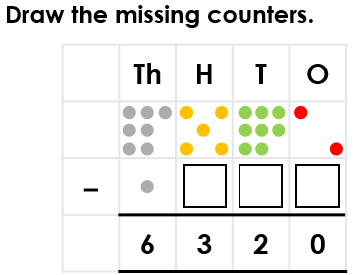 Draw the missing counters.
Th H T O
–
6 3 2 0